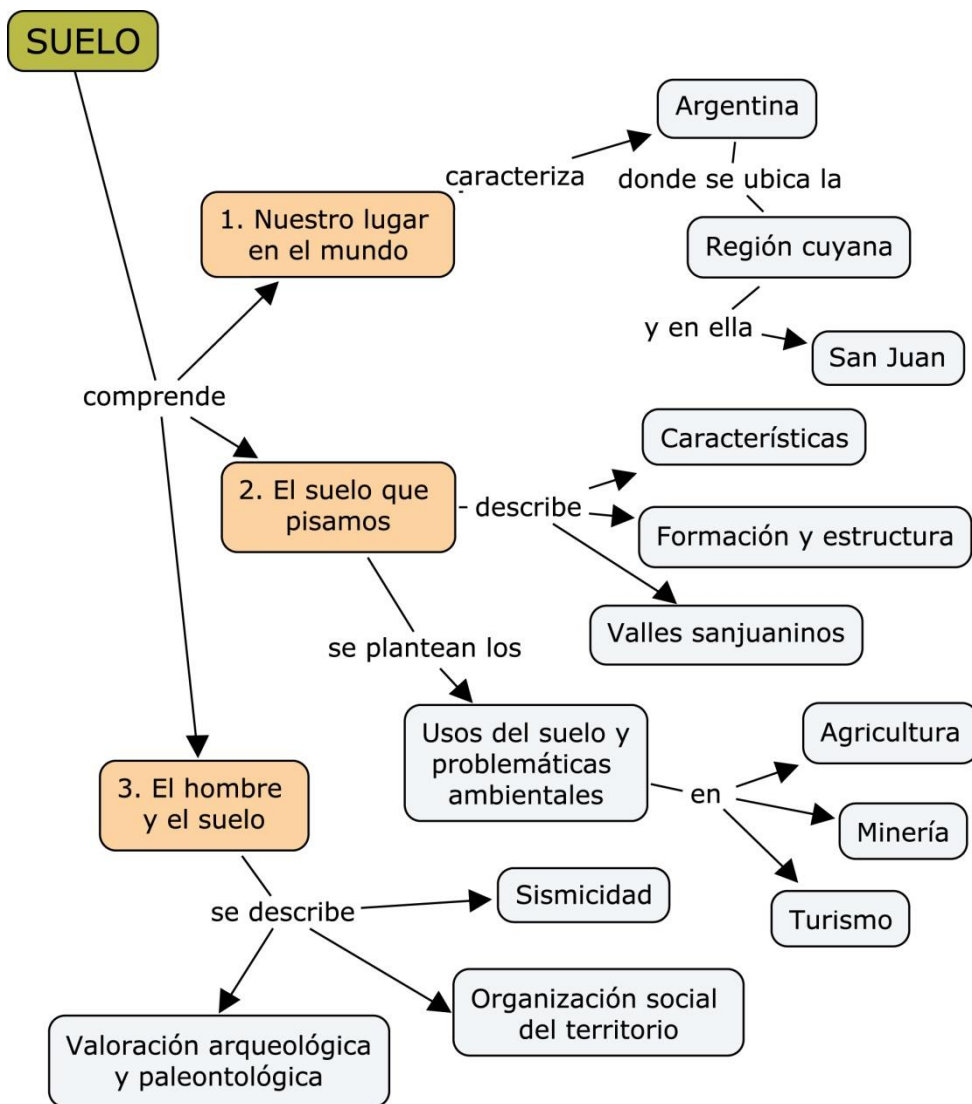 SUELO
Argentina
caracteriza
donde se ubica la
1. Nuestro lugar
en el mundo
Región cuyana
y en ella
San Juan
comprende
Características
2. El suelo que
pisamos
describe
Formación y estructura
Valles sanjuaninos
se plantean los
Usos del suelo y
problemáticas
ambientales
en
Agricultura
Minería
Turismo
3. El hombre
y el suelo
se describe
Sismicidad
Organización social
del territorio
Valoración arqueológica
y paleontológica